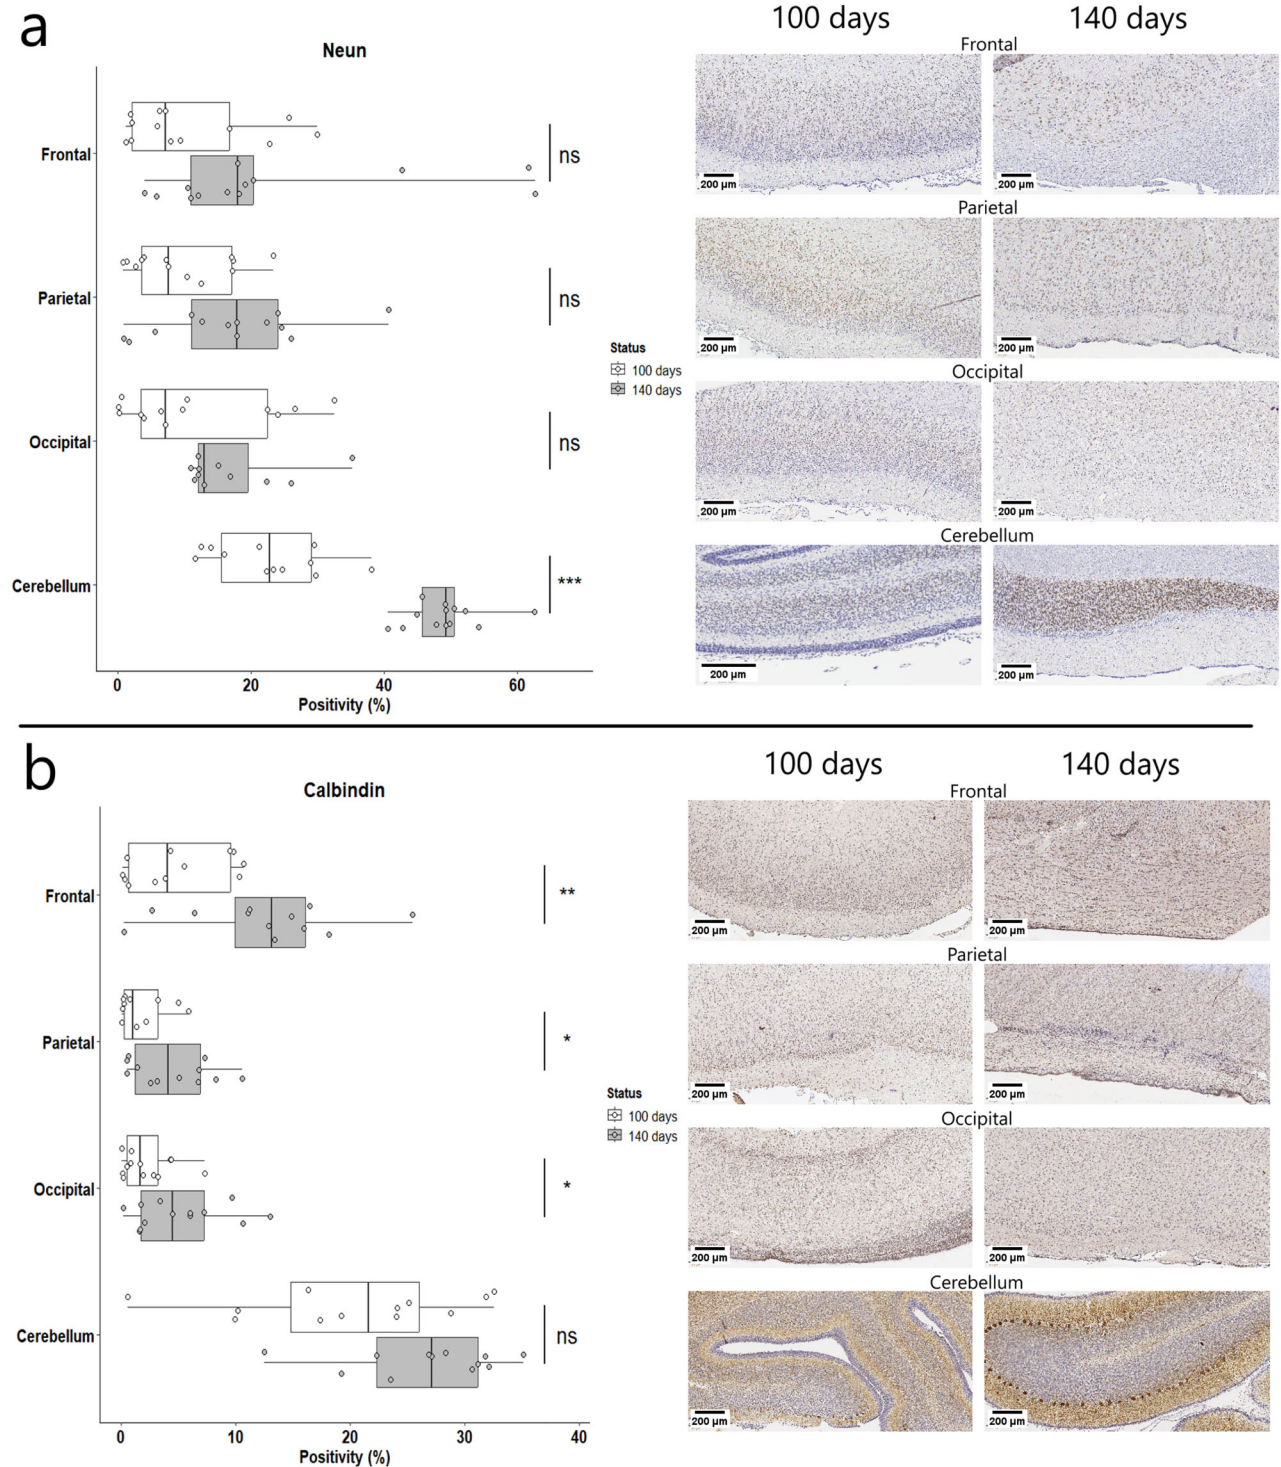 a
Neun
Frontal
ns
Parietal
ns
Occipital
ns
Cerebellum
***
0 20 40 60
Positivity (%)
Status
100 days
140 days
100 days 140 days
Frontal
200 µm 200 µm
Parietal
200 µm 200 µm
Occipital
200 µm 200 µm
Cerebellum
200 µm 200 µm
b
Calbindin
Frontal
**
Parietal
*
Occipital
*
Cerebellum
ns
0 10 20 30 40
Positivity (%)
Status
100 days
140 days
100 days 140 days
Frontal
200 µm 200 µm
Parietal
200 µm 200 µm
Occipital
200 µm 200 µm
Cerebellum
200 µm 200 µm